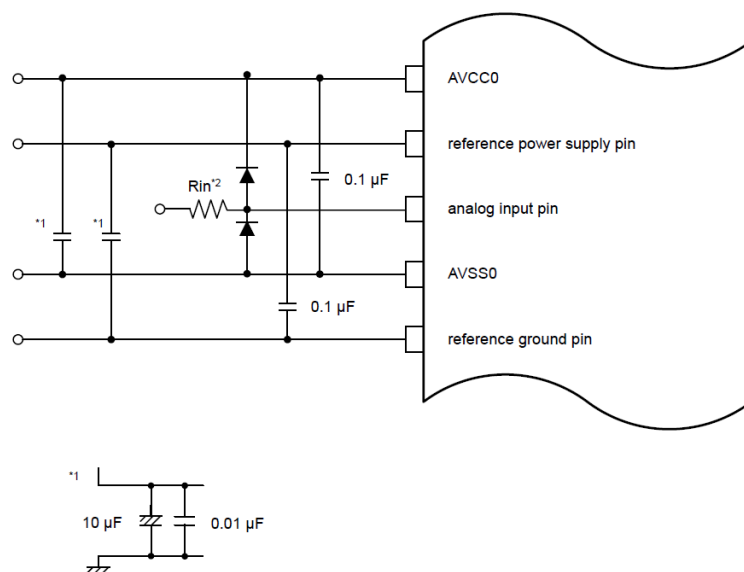 AVCC0
reference power supply pin
Rin*2
0.1 µF
analog input pin
*1
*1
AVSS0
0.1 µF
reference ground pin
*1
10 µF
0.01 µF